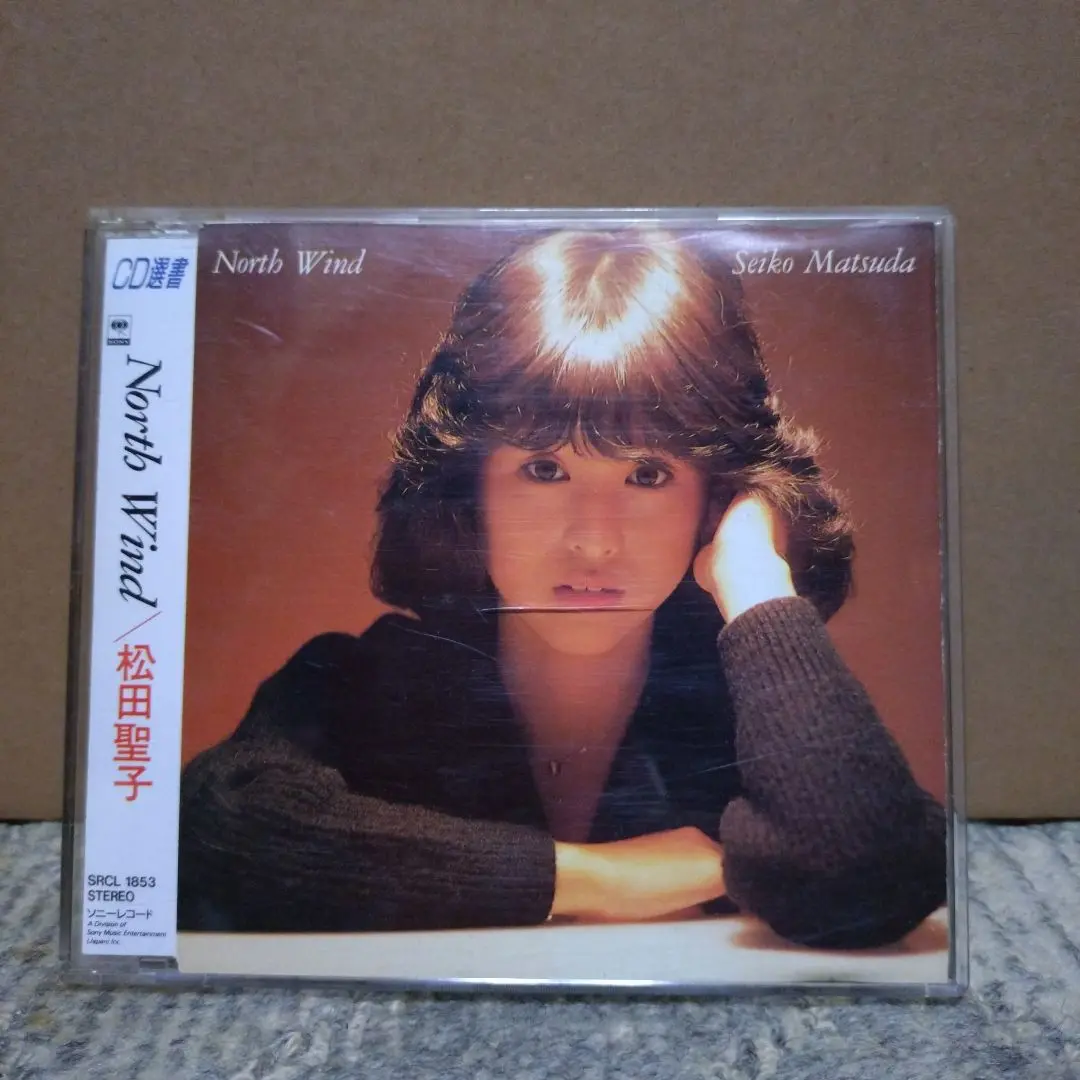 CD選書
SONY
North Wind/松田聖子
SRCL 1853
STEREO
ソニーレコード
A Division of
Sony Music Entertainment
(Japan) Inc.
North Wind
Seiko Matsuda